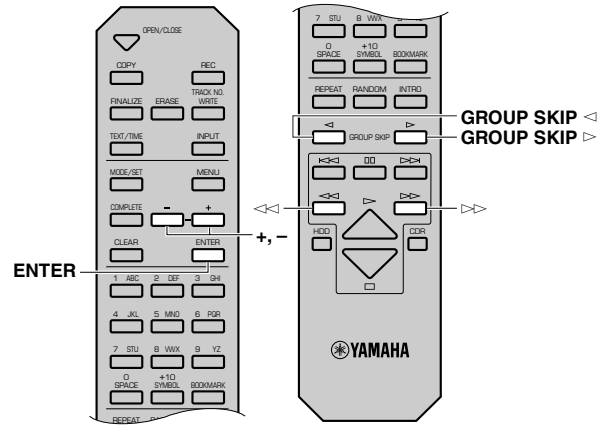 OPEN/CLOSE
COPY REC
FINALIZE ERASE TRACK NO. WRITE
TEXT/TIME INPUT
MODE/SET MENU
COMPLETE – +
CLEAR ENTER
1 ABC 2 DEF 3 GHI
4 JKL 5 MNO 6 PQR
7 STU 8 VWX 9 YZ
0 SPACE +10 SYMBOL BOOKMARK
REPEAT
ENTER
+, –
7 STU 8 VWX
0 SPACE +10 SYMBOL BOOKMARK
REPEAT RANDOM INTRO
◁ GROUP SKIP ▷
HDD CDR
YAMAHA
GROUP SKIP ◁
GROUP SKIP ▷